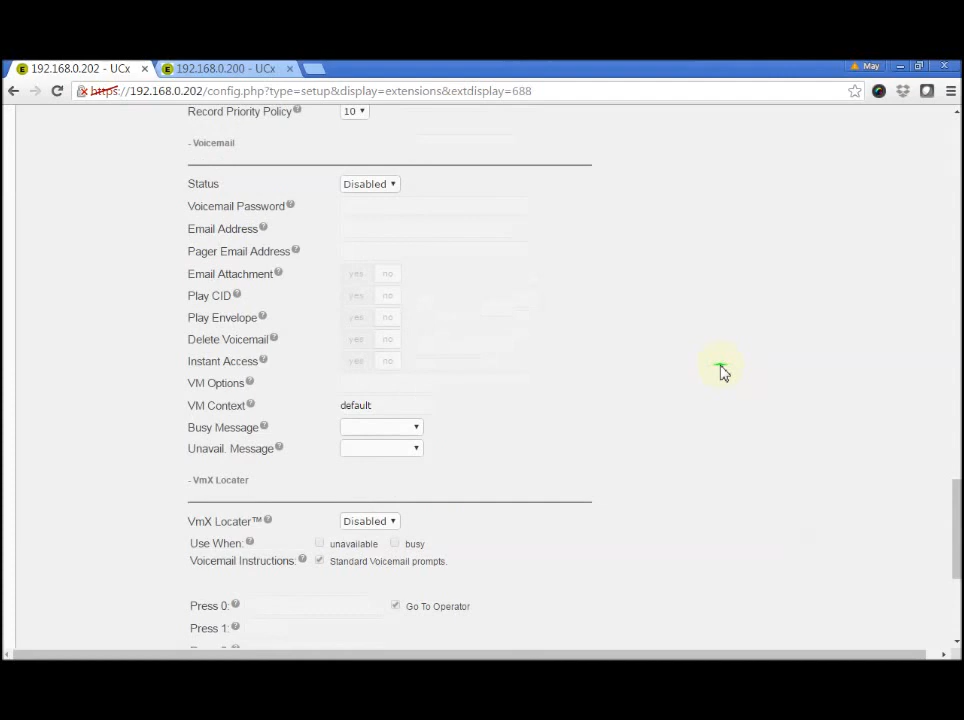 192.168.0.202 - UCx
192.168.0.200 - UCx
May
https://192.168.0.202/config.php?type=setup&display=extensions&extdisplay=688
Record Priority Policy
10
- Voicemail
Status
Disabled
Voicemail Password
Email Address
Pager Email Address
Email Attachment
yes no
Play CID
yes no
Play Envelope
yes no
Delete Voicemail
yes no
Instant Access
yes no
VM Options
VM Context
default
Busy Message
Unavail. Message
- VmX Locater
VmX Locater™
Disabled
Use When:
unavailable
busy
Voicemail Instructions:
Standard Voicemail prompts.
Press 0:
Go To Operator
Press 1: